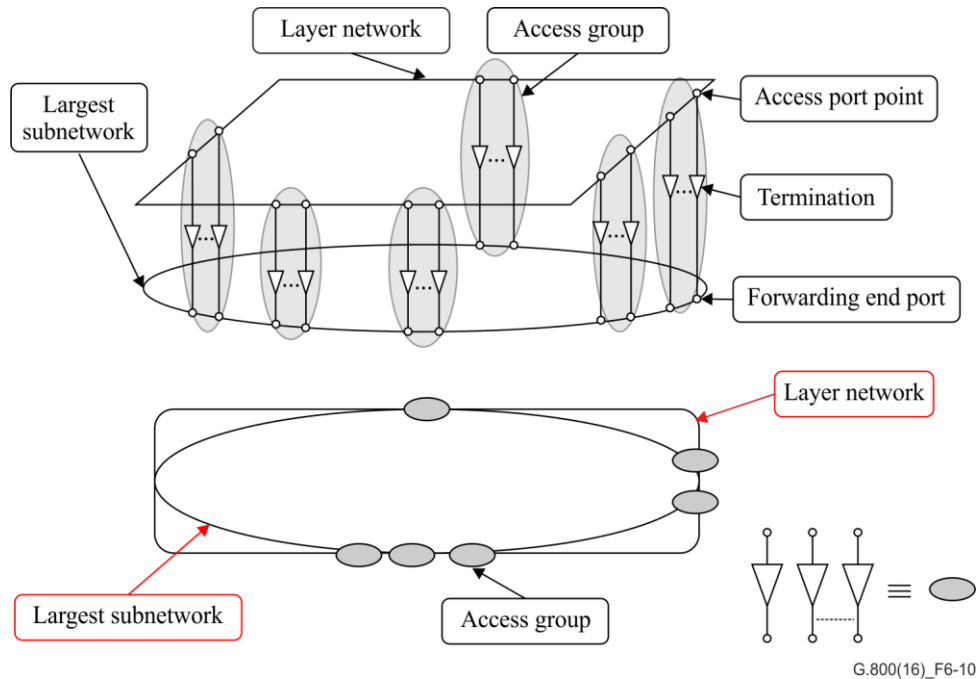 Layer network
Access group
Largest
subnetwork
Access port point
...
...
...
...
Termination
...
...
Forwarding end port
Layer network
Largest subnetwork
Access group
≡
G.800(16)_F6-10